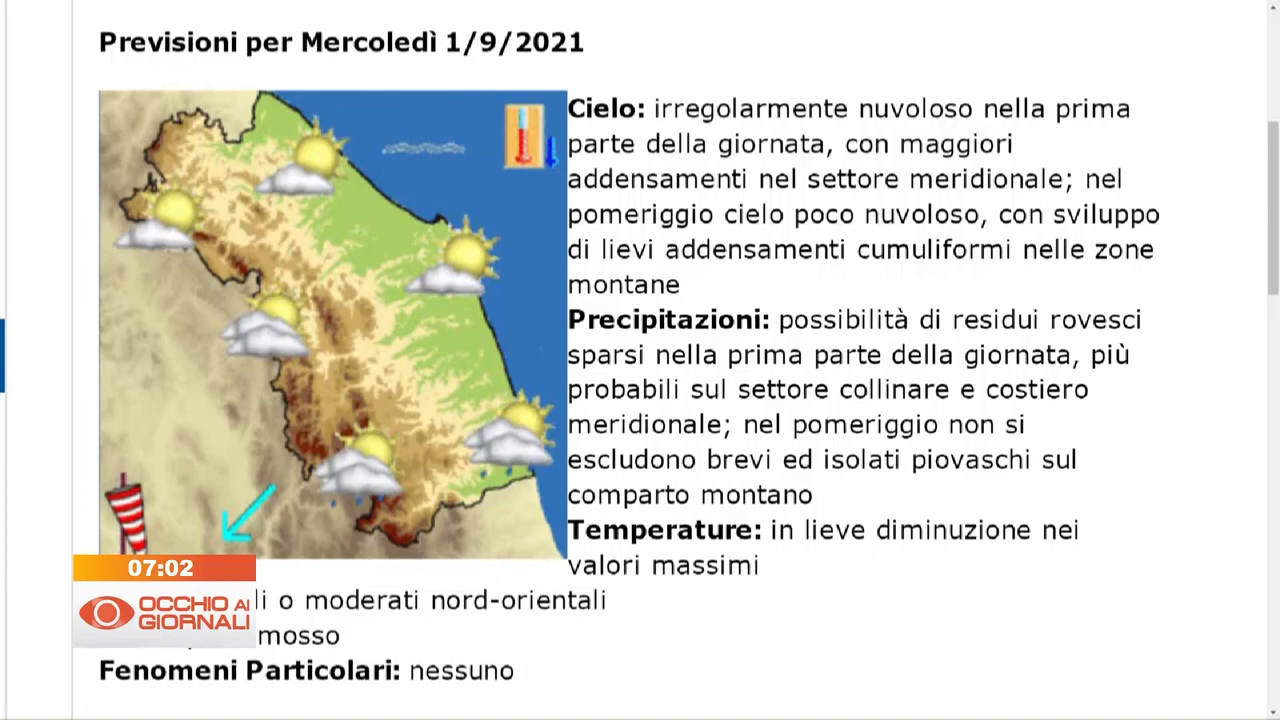 Previsioni per Mercoledì 1/9/2021
Cielo: irregolarmente nuvoloso nella prima
parte della giornata, con maggiori
addensamenti nel settore meridionale; nel
pomeriggio cielo poco nuvoloso, con sviluppo
di lievi addensamenti cumuliformi nelle zone
montane
Precipitazioni: possibilità di residui rovesci
sparsi nella prima parte della giornata, più
probabili sul settore collinare e costiero
meridionale; nel pomeriggio non si
escludono brevi ed isolati piovaschi sul
comparto montano
Temperature: in lieve diminuzione nei
valori massimi
li o moderati nord-orientali
mosso
Fenomeni Particolari: nessuno
07:02
OCCHIO AI
GIORNALI